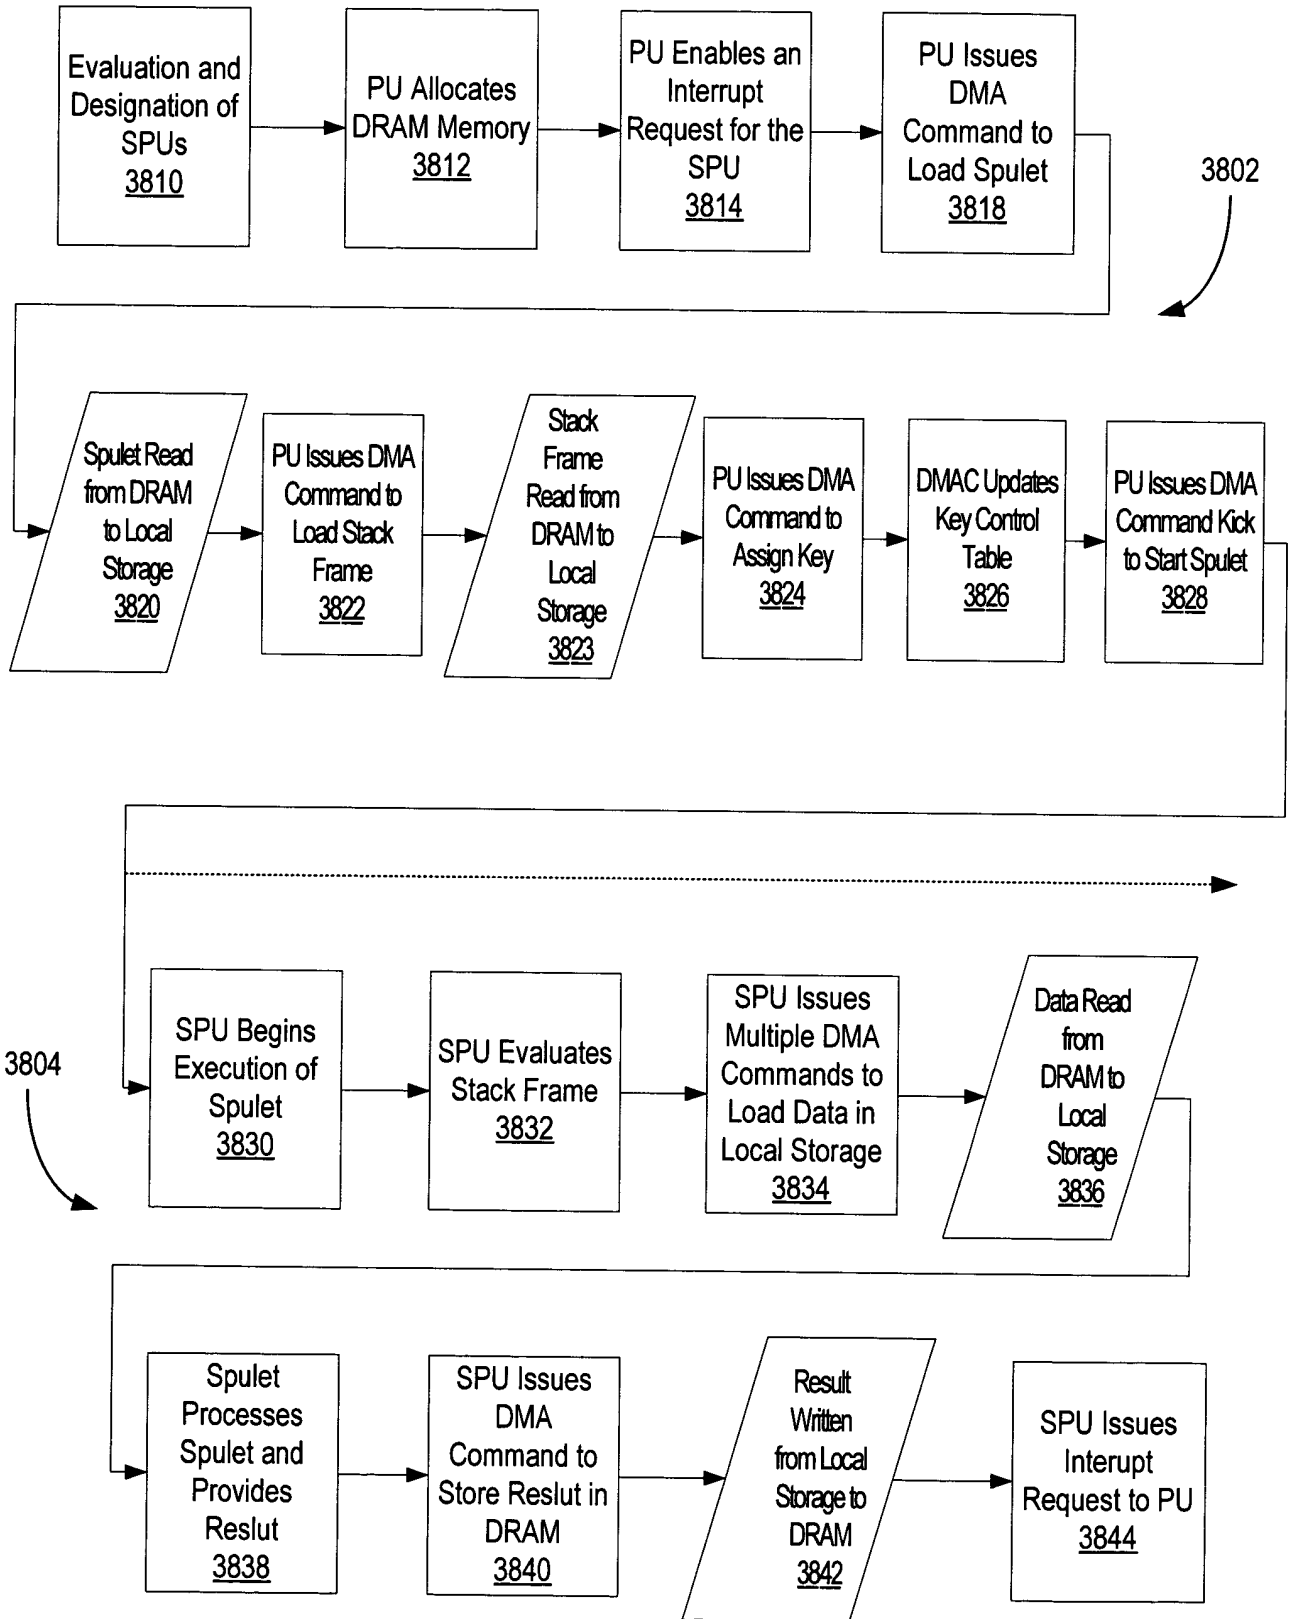 Evaluation and
Designation of
SPUs
3810
PU Allocates
DRAM Memory
3812
PU Enables an
Interrupt
Request for the
SPU
3814
PU Issues
DMA
Command to
Load Spulet
3818
3802
Spulet Read
from DRAM
to Local
Storage
3820
PU Issues DMA
Command to
Load Stack
Frame
3822
Stack
Frame
Read from
DRAM to
Local
Storage
3823
PU Issues DMA
Command to
Assign Key
3824
DMAC Updates
Key Control
Table
3826
PU Issues DMA
Command Kick
to Start Spulet
3828
3804
SPU Begins
Execution of
Spulet
3830
SPU Evaluates
Stack Frame
3832
SPU Issues
Multiple DMA
Commands to
Load Data in
Local Storage
3834
Data Read
from
DRAM to
Local
Storage
3836
Spulet
Processes
Spulet and
Provides
Reslut
3838
SPU Issues
DMA
Command to
Store Reslut in
DRAM
3840
Result
Written
from Local
Storage to
DRAM
3842
SPU Issues
Interupt
Request to PU
3844